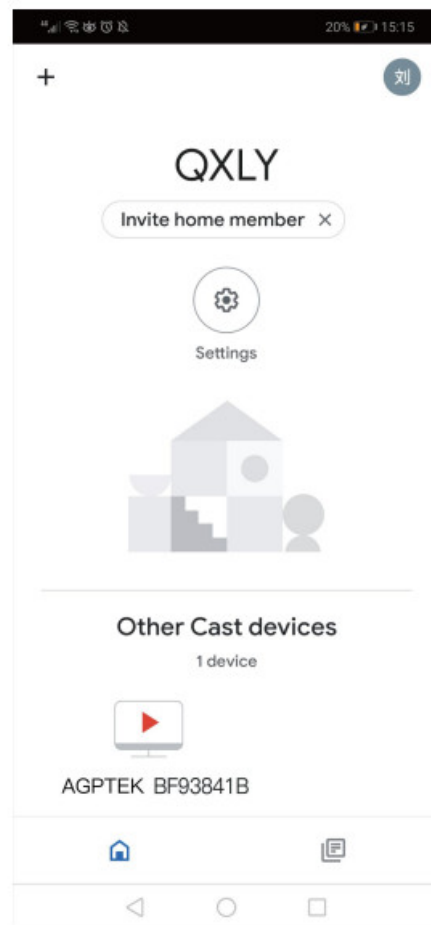 20% 15:15
+
刘
QXLY
Invite home member ×
Settings
Other Cast devices
1 device
AGPTEK BF93841B